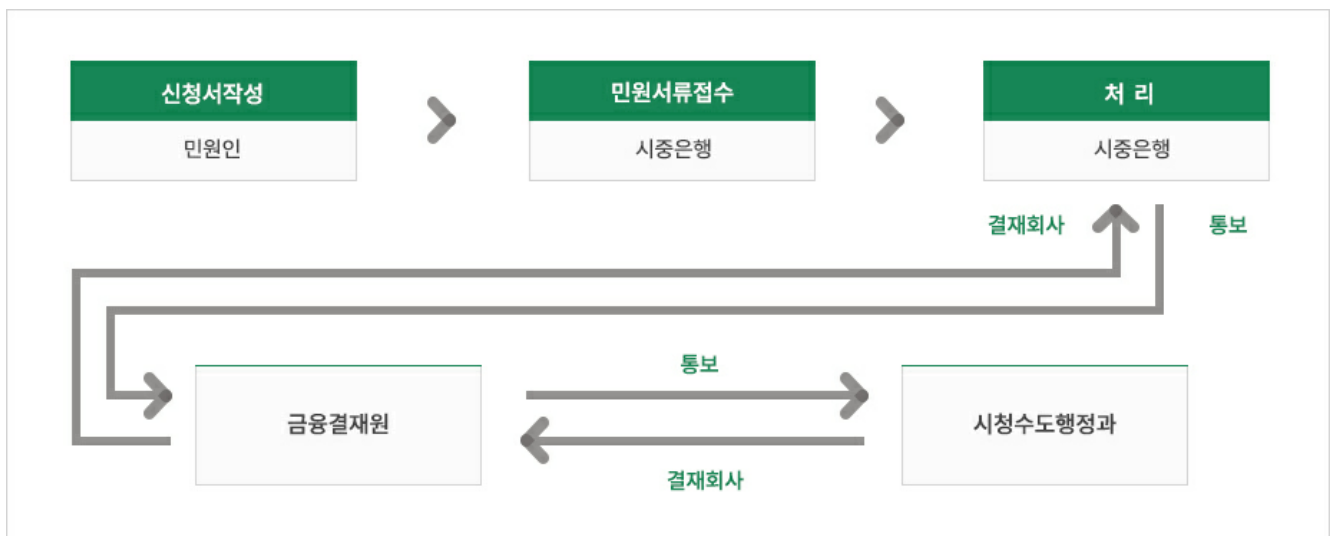 신청서작성
민원인
민원서류접수
시중은행
처 리
시중은행
결재회사
통보
통보
금융결재원
시청수도행정과
결재회사